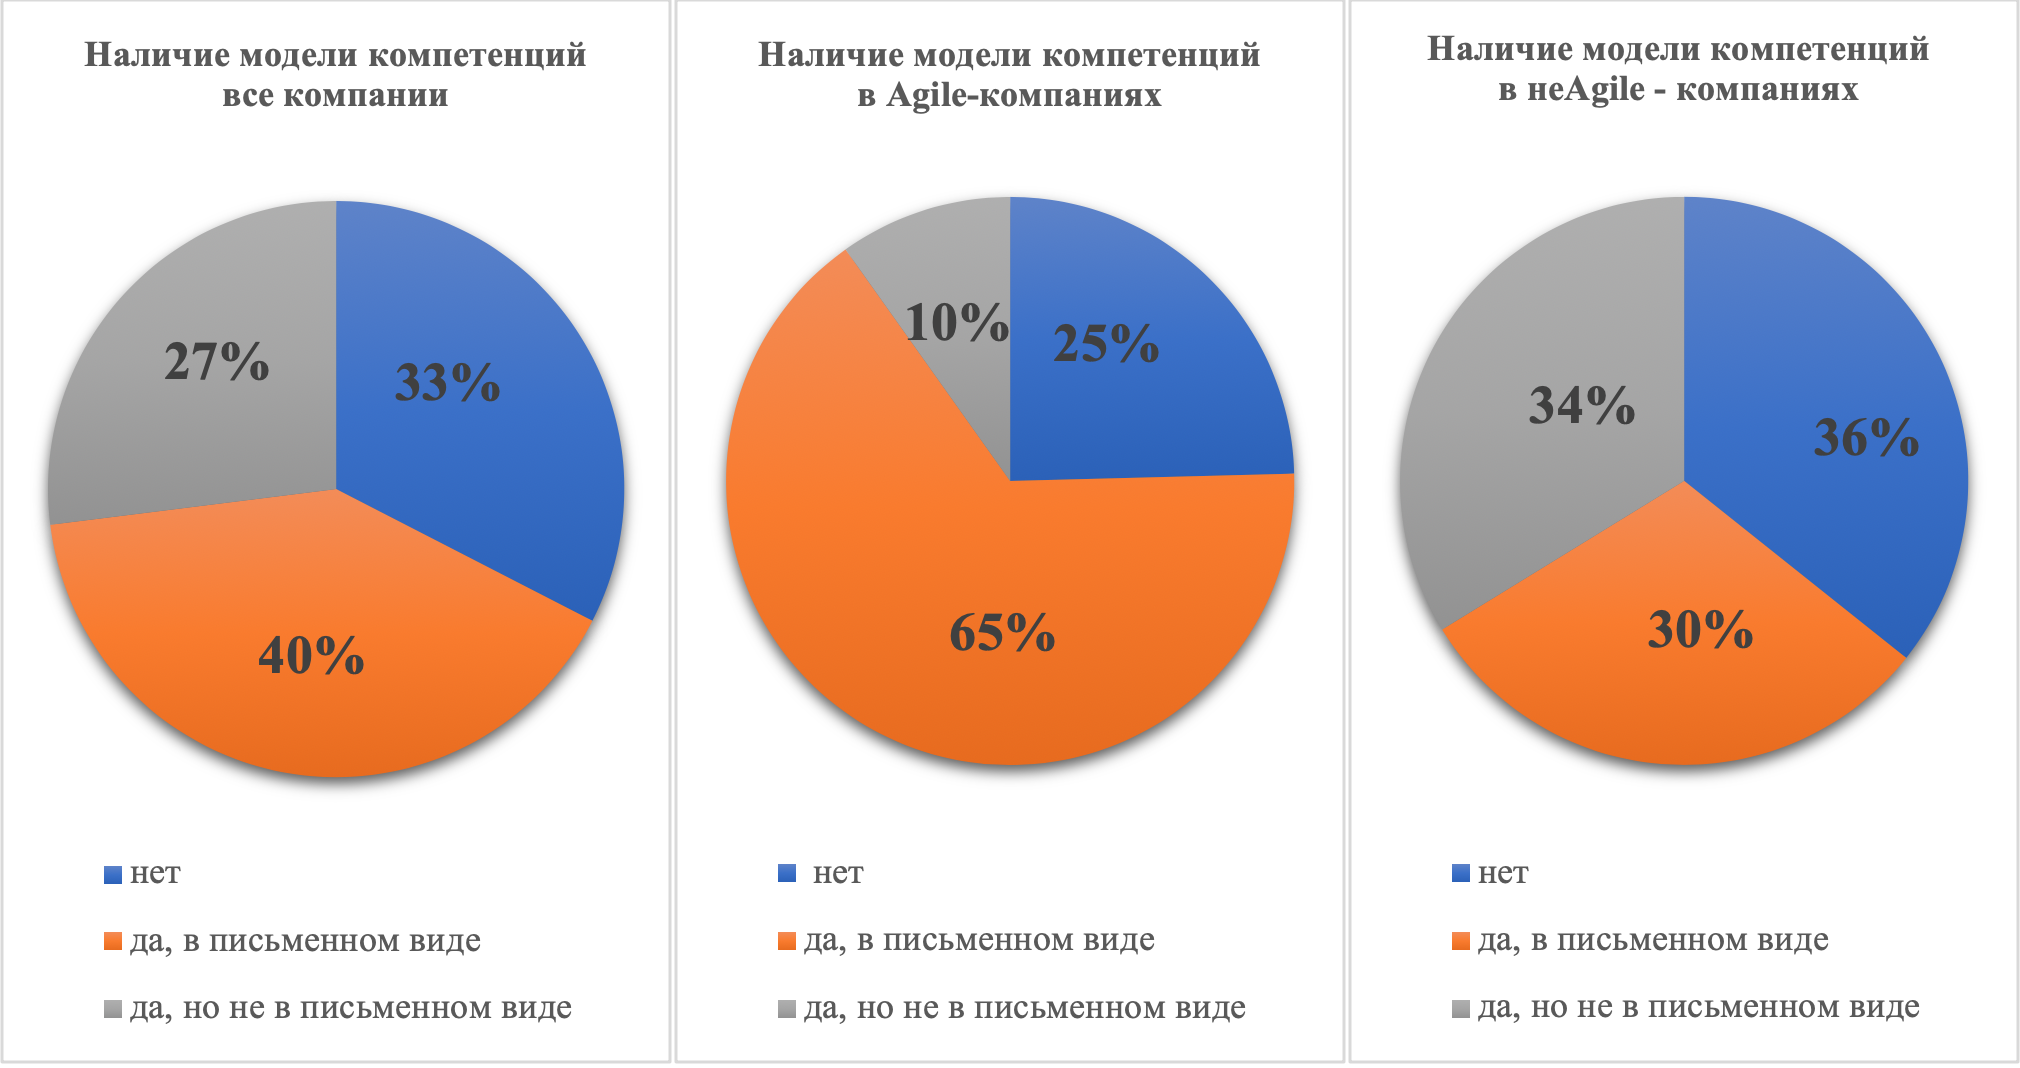 Наличие модели компетенций
все компании
27%
33%
40%
нет
да, в письменном виде
да, но не в письменном виде
Наличие модели компетенций
в Agile-компаниях
10%
25%
65%
нет
да, в письменном виде
да, но не в письменном виде
Наличие модели компетенций
в неAgile - компаниях
34%
36%
30%
нет
да, в письменном виде
да, но не в письменном виде